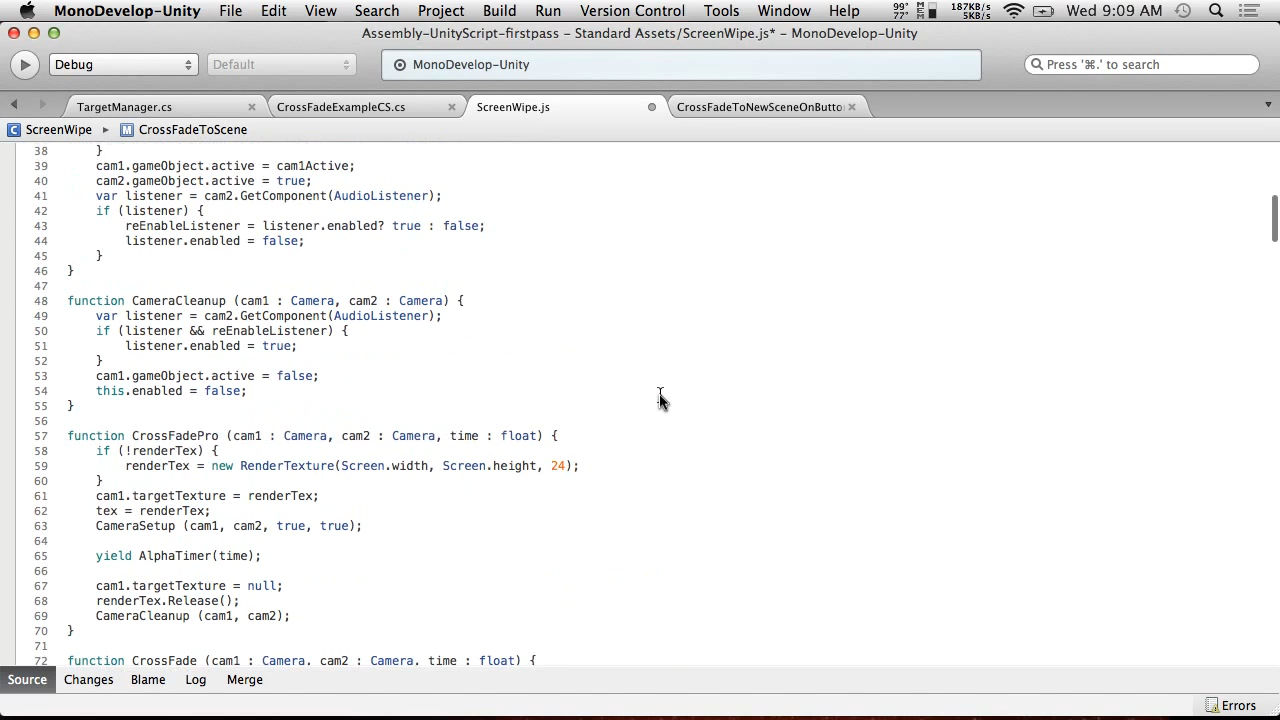 MonoDevelop-Unity File Edit View Search Project Build Run Version Control Tools Window Help 99° 77° M M 187KB/s 5KB/s Wed 9:09 AM
Assembly-UnityScript-firstpass – Standard Assets/ScreenWipe.js* – MonoDevelop-Unity
Debug Default MonoDevelop-Unity Press '⌘.' to search
TargetManager.cs CrossFadeExampleCS.cs ScreenWipe.js CrossFadeToNewSceneOnButto
C ScreenWipe ▸ M CrossFadeToScene
38 }
39 cam1.gameObject.active = cam1Active;
40 cam2.gameObject.active = true;
41 var listener = cam2.GetComponent(AudioListener);
42 if (listener) {
43 reEnableListener = listener.enabled? true : false;
44 listener.enabled = false;
45 }
46 }
47
48 function CameraCleanup (cam1 : Camera, cam2 : Camera) {
49 var listener = cam2.GetComponent(AudioListener);
50 if (listener && reEnableListener) {
51 listener.enabled = true;
52 }
53 cam1.gameObject.active = false;
54 this.enabled = false;
55 }
56
57 function CrossFadePro (cam1 : Camera, cam2 : Camera, time : float) {
58 if (!renderTex) {
59 renderTex = new RenderTexture(Screen.width, Screen.height, 24);
60 }
61 cam1.targetTexture = renderTex;
62 tex = renderTex;
63 CameraSetup (cam1, cam2, true, true);
64
65 yield AlphaTimer(time);
66
67 cam1.targetTexture = null;
68 renderTex.Release();
69 CameraCleanup (cam1, cam2);
70 }
71
72 function CrossFade (cam1 : Camera, cam2 : Camera, time : float) {
Source Changes Blame Log Merge
Errors